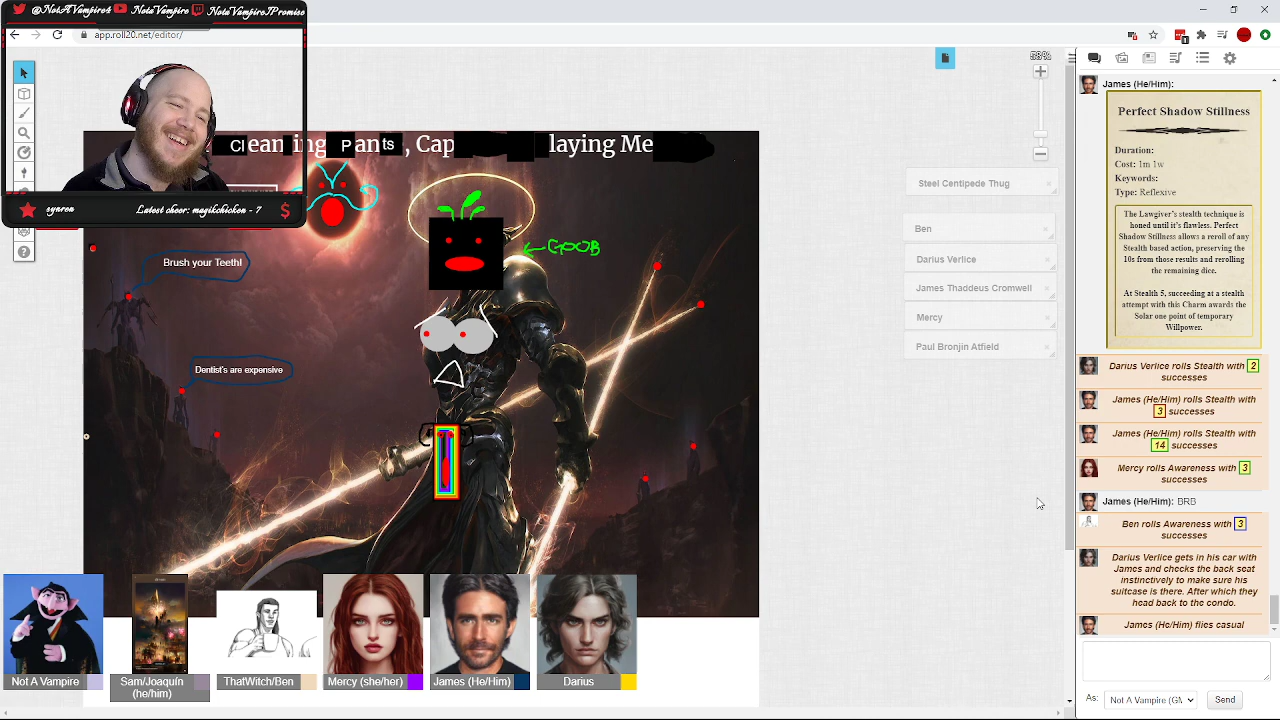 @NotAVampire4 NotaVampire NotaVampireIPromise
app.roll20.net/editor/
58%
Cl ean ing P an ts, Cap laying Me
synren
Latest cheer: magikchicken - 7
GOOB
Brush your Teeth!
Dentist's are expensive
Steel Centipede Thug
Ben
Darius Verlice
James Thaddeus Cromwell
Mercy
Paul Bronjin Atfield
James (He/Him):
Perfect Shadow Stillness
Duration:
Cost: 1m 1w
Keywords:
Type: Reflexive
The Lawgiver's stealth technique is
done it's flawless. Perfect
Shadow Stillness allows a reroll of any
Stealth based action, preserving the
10s from those results and rerolling
the remaining dice.
At Stealth 5, succeeding at a stealth
attempt with this Charm awards the
Solar one point of temporary
Willpower.
Darius Verlice rolls Stealth with 2
successes
James (He/Him) rolls Stealth with
3 successes
James (He/Him) rolls Stealth with
14 successes
Mercy rolls Awareness with 3
successes
James (He/Him): BRB
Ben rolls Awareness with 3
successes
Darius Verlice gets in his car with
James and checks the back seat
instinctively to make sure his
suitcase is there. After which they
head back to the condo.
James (He/Him) flies casual
As: Not A Vampire (GM Send
Not A Vampire
Sam/Joaquin
(he/him)
ThatWitch/Ben
Mercy (she/her)
James (He/Him)
Darius